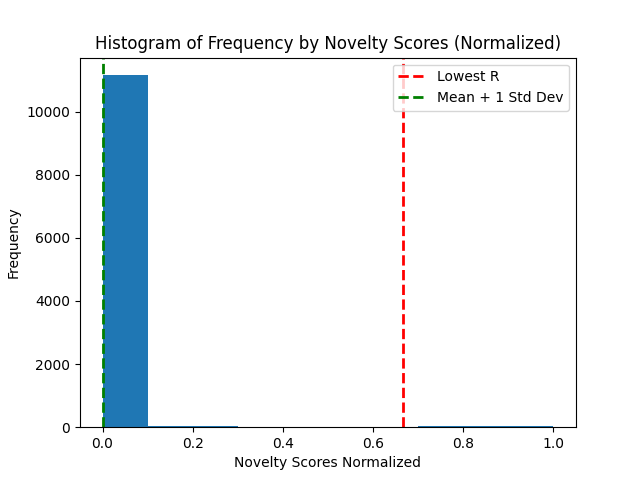 Histogram of Frequency by Novelty Scores (Normalized)
Lowest R
Mean + 1 Std Dev
Frequency
10000
8000
6000
4000
2000
0
0.0 0.2 0.4 0.6 0.8 1.0
Novelty Scores Normalized